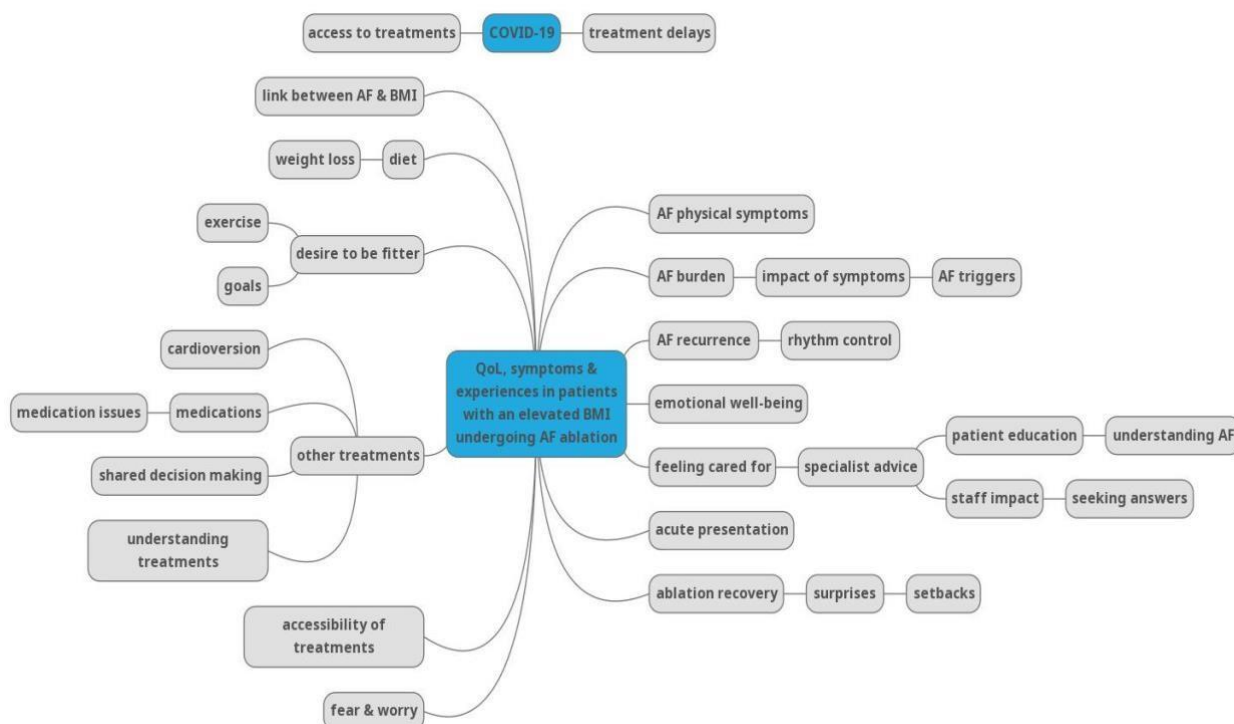 access to treatments
COVID-19
treatment delays
link between AF & BMI
weight loss
diet
exercise
desire to be fitter
goals
cardioversion
medication issues
medications
other treatments
shared decision making
understanding
treatments
accessibility of
treatments
fear & worry
QoL, symptoms &
experiences in patients
with an elevated BMI
undergoing AF ablation
AF physical symptoms
AF burden
impact of symptoms
AF triggers
AF recurrence
rhythm control
emotional well-being
feeling cared for
specialist advice
patient education
understanding AF
staff impact
seeking answers
acute presentation
ablation recovery
surprises
setbacks